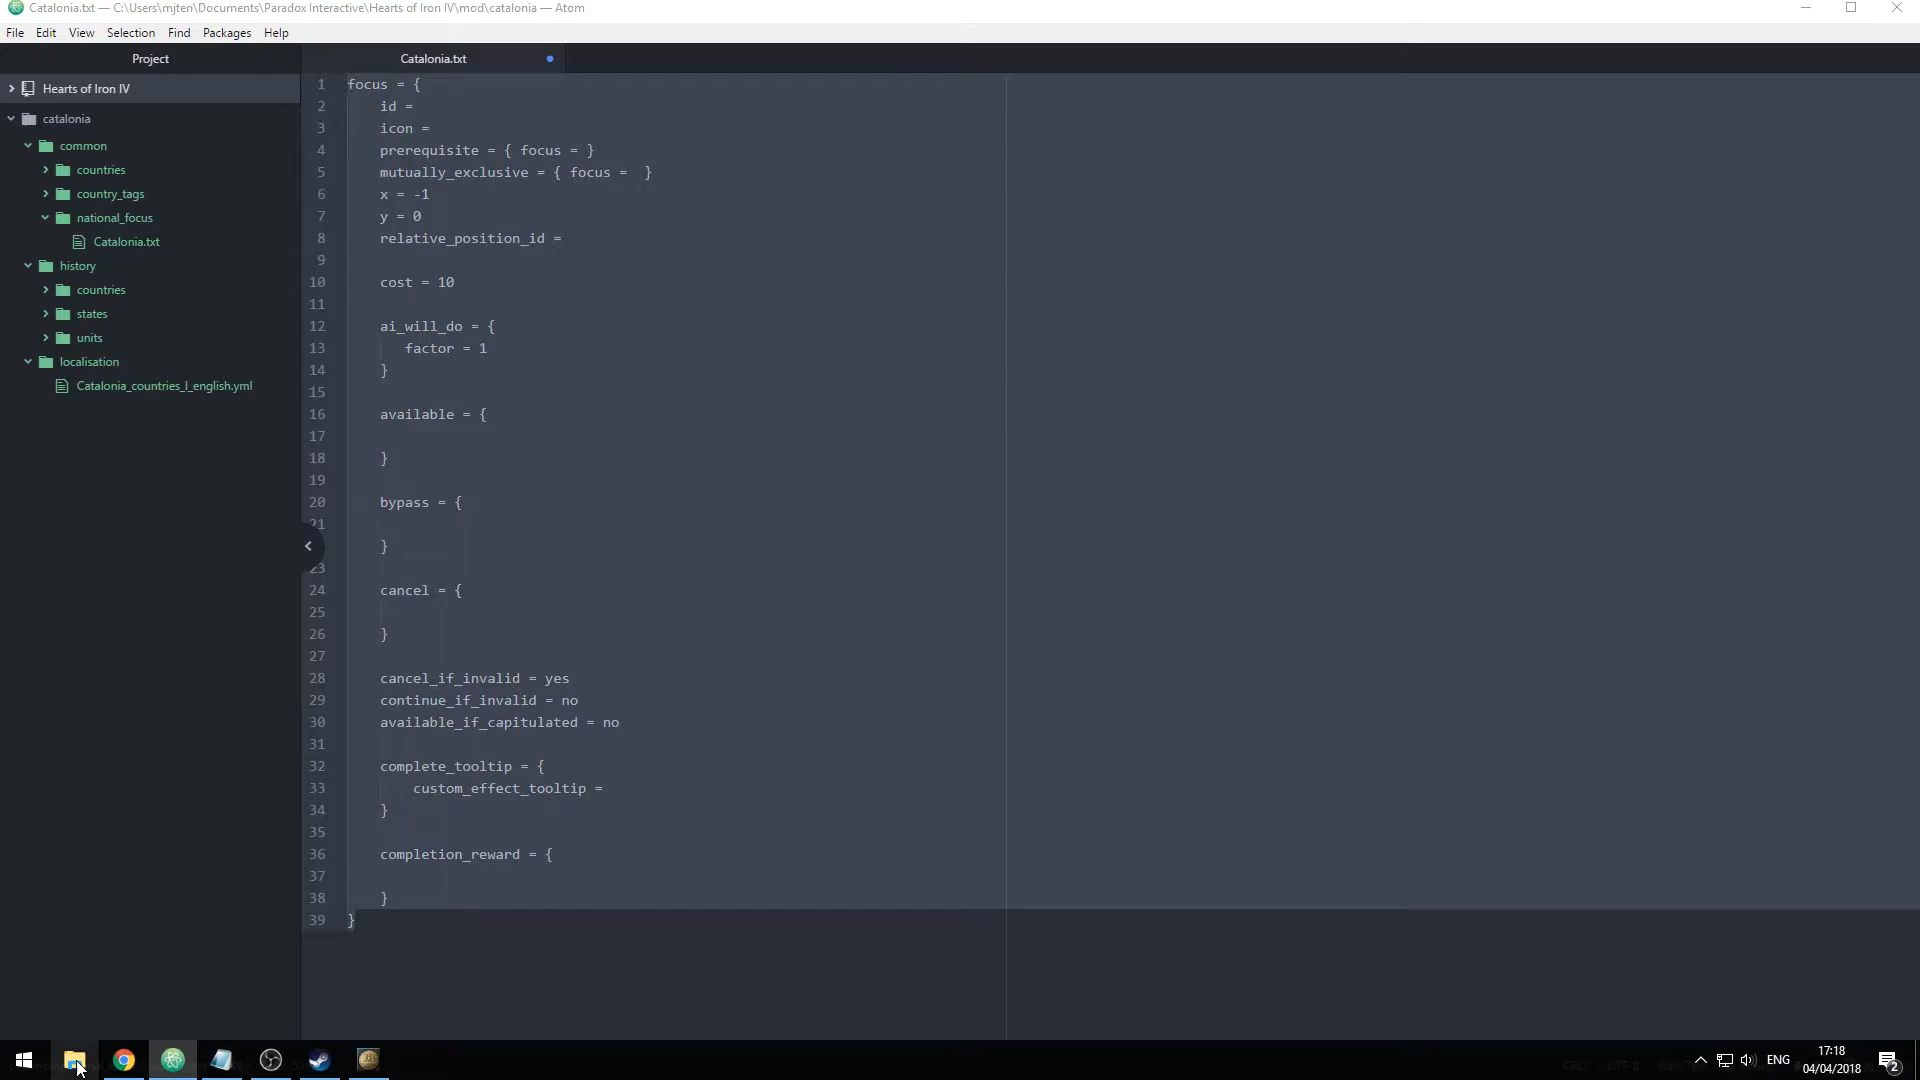 Catalonia.txt — C:\Users\mjten\Documents\Paradox Interactive\Hearts of Iron IV\mod\catalonia — Atom
File Edit View Selection Find Packages Help
Project
Catalonia.txt
Hearts of Iron IV
catalonia
common
countries
country_tags
national_focus
Catalonia.txt
history
countries
states
units
localisation
Catalonia_countries_l_english.yml
1 focus = {
2 id =
3 icon =
4 prerequisite = { focus = }
5 mutually_exclusive = { focus =  }
6 x = -1
7 y = 0
8 relative_position_id =
9
10 cost = 10
11
12 ai_will_do = {
13 factor = 1
14 }
15
16 available = {
17
18 }
19
20 bypass = {
21
}
23
24 cancel = {
25
26 }
27
28 cancel_if_invalid = yes
29 continue_if_invalid = no
30 available_if_capitulated = no
31
32 complete_tooltip = {
33 custom_effect_tooltip =
34 }
35
36 completion_reward = {
37
38 }
39 }
ENG
17:18
04/04/2018
2